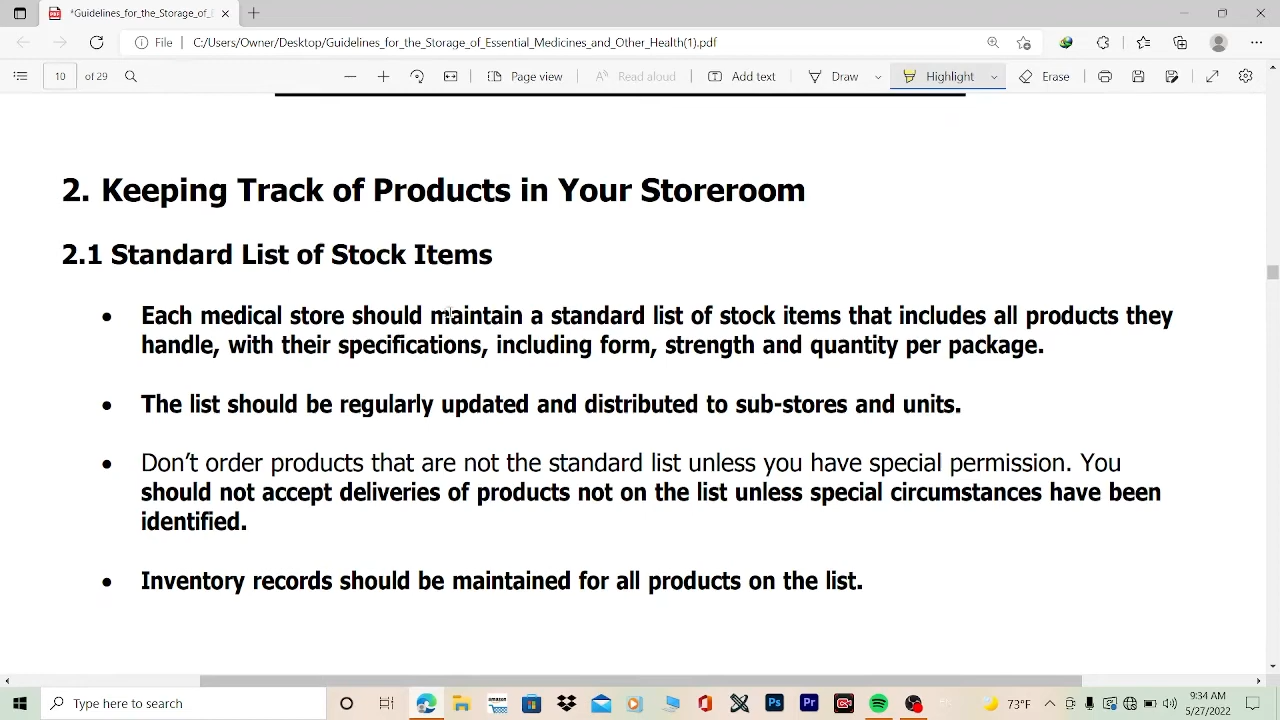 *Guidelines_for_the_Storage_of_
File
C:/Users/Owner/Desktop/Guidelines_for_the_Storage_of_Essential_Medicines_and_Other_Health(1).pdf
10 of 29
Page view
Read aloud
Add text
Draw
Highlight
Erase
2. Keeping Track of Products in Your Storeroom
2.1 Standard List of Stock Items
• Each medical store should maintain a standard list of stock items that includes all products they
handle, with their specifications, including form, strength and quantity per package.
• The list should be regularly updated and distributed to sub-stores and units.
• Don’t order products that are not the standard list unless you have special permission. You
should not accept deliveries of products not on the list unless special circumstances have been
identified.
• Inventory records should be maintained for all products on the list.
Type here to search
amazon
Ps
Pr
73°F
5:34 AM
5/27/2022